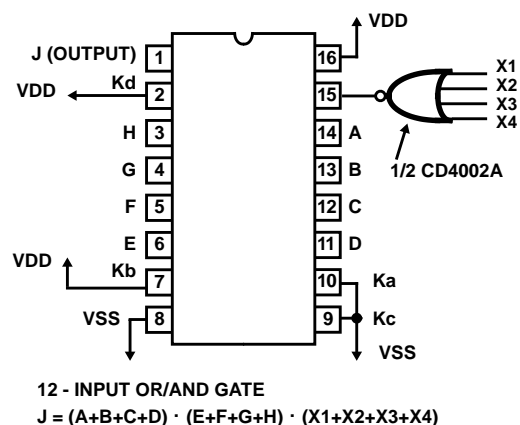 VDD
J (OUTPUT) 1 16
X1
Kd
VDD 2 15
X2
X3
X4
H 3 14 A
1/2 CD4002A
G 4 13 B
F 5 12 C
E 6 11 D
VDD
Kb
7 10 Ka
VSS 8 9 Kc
VSS
12 - INPUT OR/AND GATE
J = (A+B+C+D) · (E+F+G+H) · (X1+X2+X3+X4)